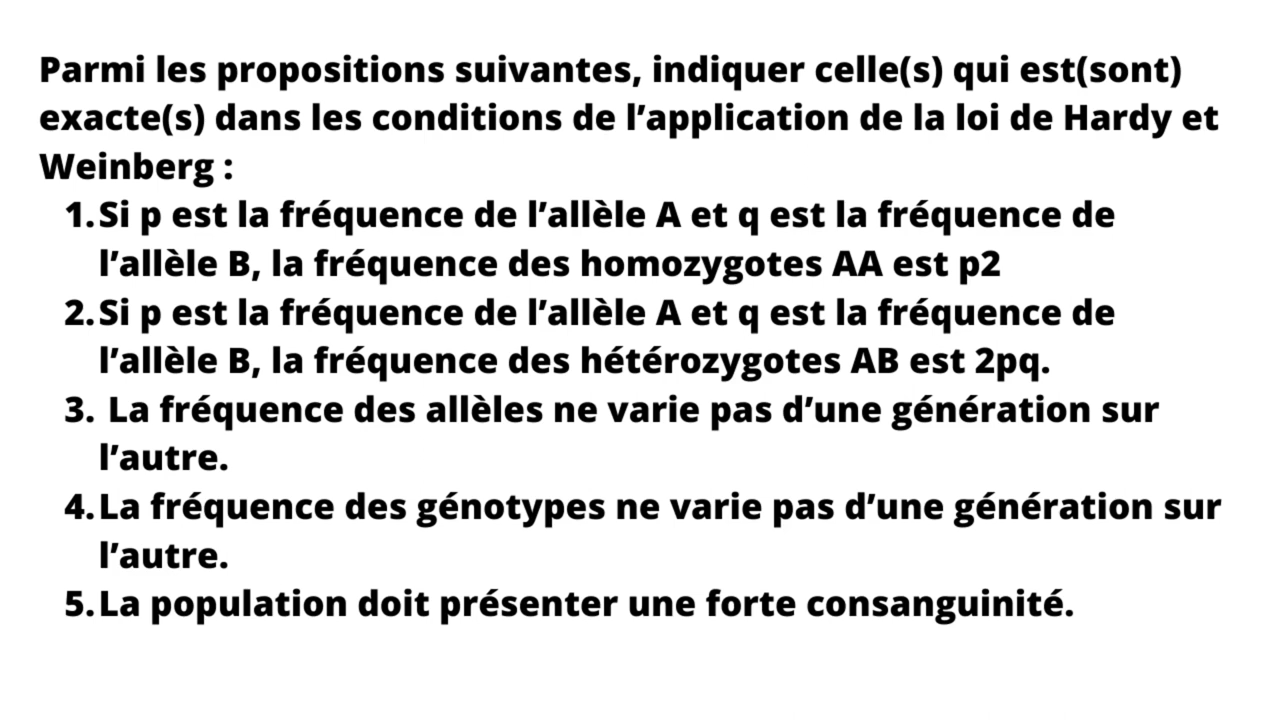 Parmi les propositions suivantes, indiquer celle(s) qui est(sont)
exacte(s) dans les conditions de l’application de la loi de Hardy et
Weinberg :
1. Si p est la fréquence de l’allèle A et q est la fréquence de
l’allèle B, la fréquence des homozygotes AA est p2
2. Si p est la fréquence de l’allèle A et q est la fréquence de
l’allèle B, la fréquence des hétérozygotes AB est 2pq.
3. La fréquence des allèles ne varie pas d’une génération sur
l’autre.
4. La fréquence des génotypes ne varie pas d’une génération sur
l’autre.
5. La population doit présenter une forte consanguinité.